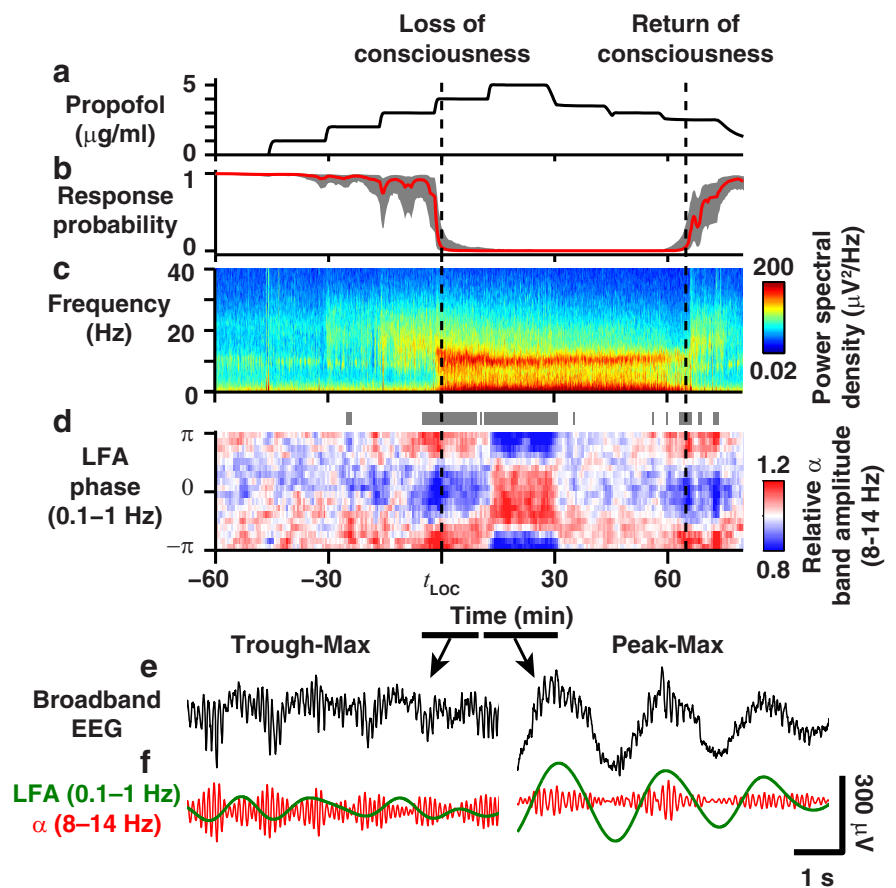 Loss of
consciousness
Return of
consciousness
a
Propofol
(μg/ml)
5
0
b
Response
probability
1
0
c
Frequency
(Hz)
40
20
0
200
0.02
Power spectral
density (μV²/Hz)
d
LFA
phase
(0.1–1 Hz)
π
0
−π
1.2
0.8
Relative α
band amplitude
(8-14 Hz)
−60
−30
t_LOC
30
60
Time (min)
Trough-Max
Peak-Max
e
Broadband
EEG
f
LFA (0.1–1 Hz)
α (8–14 Hz)
300 μV
1 s